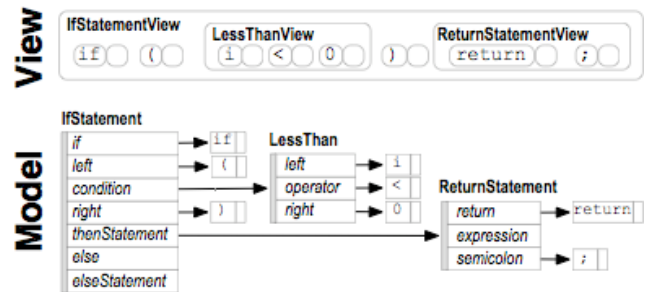 View
IfStatementView
LessThanView
ReturnStatementView
if ( i < 0 ) return ;
Model
IfStatement
if if
left (
condition
right )
thenStatement
else
elseStatement
LessThan
left i
operator <
right 0
ReturnStatement
return return
expression
semicolon ;